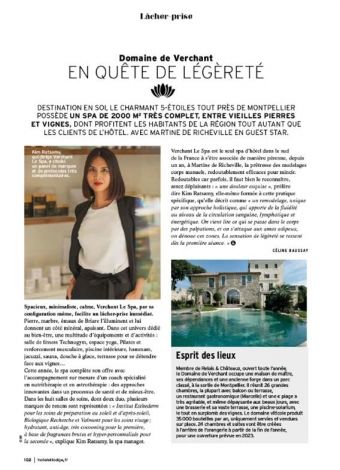 Lâcher-prise
Domaine de Verchant
EN QUÊTE DE LÉGÈRETÉ
DESTINATION EN SOI, LE CHARMANT 5-ÉTOILES TOUT PRÈS DE MONTPELLIER
POSSÈDE UN SPA DE 2000 M² TRÈS COMPLET, ENTRE VIEILLES PIERRES
ET VIGNES, DONT PROFITENT LES HABITANTS DE LA RÉGION TOUT AUTANT QUE
LES CLIENTS DE L'HÔTEL. AVEC MARTINE DE RICHEVILLE EN GUEST STAR.
Kim Ratsamy,
qui dirige Verchant
Le Spa, a choisi
un panel de marques
et de protocoles très
complémentaires.
Spacieux, minimaliste, calme, Verchant Le Spa, par sa
configuration même, facilite un lâcher-prise immédiat.
Pierre, marbre, émaux de Briare l'illuminent et lui
donnent un côté minéral, apaisant. Dans cet univers dédié
au bien-être, une multitude d'équipements et d'activités :
salle de fitness Technogym, espace yoga, Pilates et
renforcement musculaire, piscine intérieure, hammam,
jacuzzi, sauna, douche à glace, terrasse pour se détendre
face aux vignes…
Cette année, le spa complète son offre avec
l'accompagnement sur mesure d'un coach spécialisé
en nutrithérapie et en aromathérapie : des approches
innovantes dans un processus de santé et de mieux-être.
Dans les huit salles de soins, dont deux duo, plusieurs
marques de renom sont représentées : « Institut Esthederm
pour les soins de préparation au soleil et d'après-soleil,
Biologique Recherche et Valmont pour les soins visage ;
hydratant, anti-âge, très cocooning pour le premier,
à base de fragrances brutes et hyper-personnalisés pour
la seconde », explique Kim Ratsamy, la spa manager.
Verchant Le Spa est le seul spa d'hôtel dans le sud
de la France à s'être associé de manière pérenne, depuis
un an, à Martine de Richeville, la prêtresse des modelages
corps manuels, redoutablement efficaces pour mincir.
Redoutables car parfois, il faut bien le reconnaître,
assez déplaisants : « une douleur exquise », préfère
dire Kim Ratsamy, elle-même formée à cette pratique
spécifique, qu'elle décrit comme « un remodelage, unique
par son approche holistique, qui apporte de la fluidité
au niveau de la circulation sanguine, lymphatique et
énergétique. On vient lire ce qui se passe dans le corps
par des palpations, et on s'attaque aux amas adipeux,
on dénoue ces zones. La sensation de légèreté se ressent
dès la première séance. »
CÉLINE BAUSSAY
Esprit des lieux
Membre de Relais & Châteaux, ouvert toute l'année,
le Domaine de Verchant occupe une maison de maître,
ses dépendances et une ancienne forge dans un parc
classé, à la sortie de Montpellier. Il réunit 26 grandes
chambres, la plupart avec balcon ou terrasse,
un restaurant gastronomique (Marcelle) et une « plage »
très agréable, et même dépaysante aux beaux jours, avec
une brasserie et sa vaste terrasse, une piscine-solarium,
le tout en surplomb des vignes. Le domaine viticole produit
35 000 bouteilles par an, uniquement servies et vendues
sur place. 28 chambres et suites vont être créées
à l'arrière de l'orangerie à partir de la fin de l'année,
pour une ouverture prévue en 2023.
102